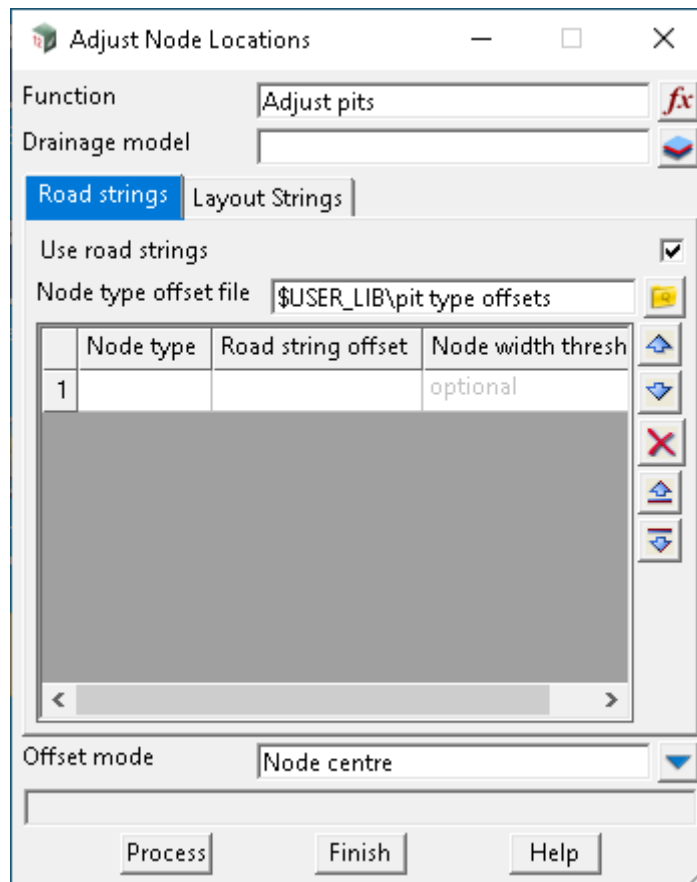 Adjust Node Locations
Function Adjust pits
Drainage model
Road strings Layout Strings
Use road strings
Node type offset file $USER_LIB\pit type offsets
Node type Road string offset Node width thresh
1 optional
Offset mode Node centre
Process Finish Help